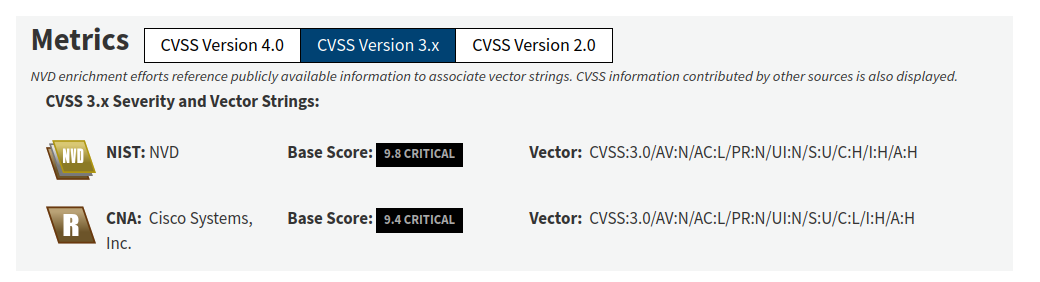 Metrics CVSS Version 4.0 CVSS Version 3.x CVSS Version 2.0
NVD enrichment efforts reference publicly available information to associate vector strings. CVSS information contributed by other sources is also displayed.
CVSS 3.x Severity and Vector Strings:
NVD NIST: NVD Base Score: 9.8 CRITICAL Vector: CVSS:3.0/AV:N/AC:L/PR:N/UI:N/S:U/C:H/I:H/A:H
R CNA: Cisco Systems, Base Score: 9.4 CRITICAL Vector: CVSS:3.0/AV:N/AC:L/PR:N/UI:N/S:U/C:L/I:H/A:H
Inc.